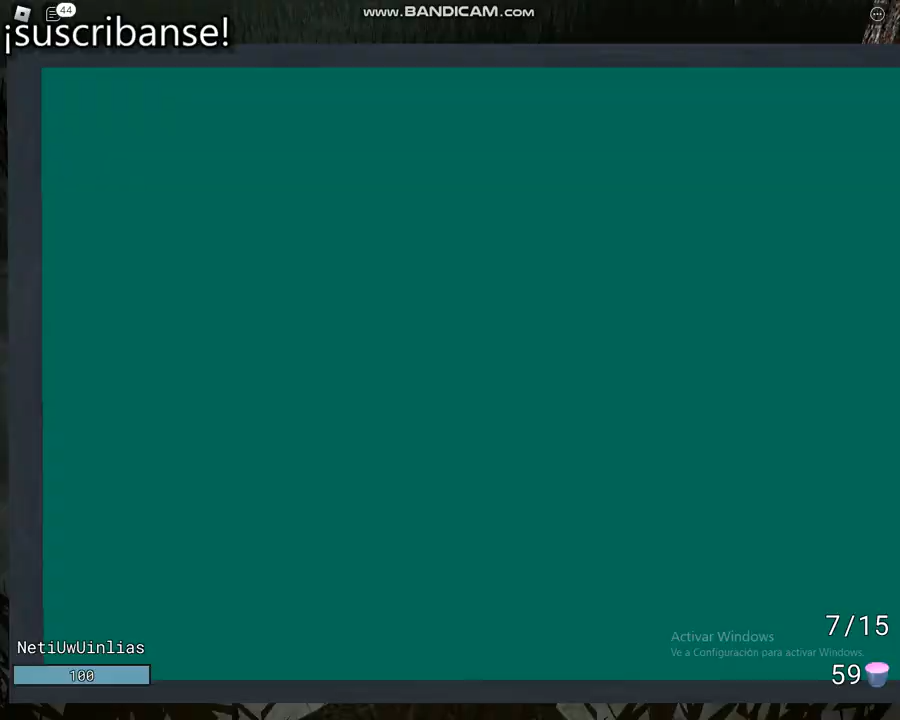 44
www.BANDICAM.com
¡suscribanse!
7/15
Activar Windows
Ve a Configuración para activar Windows.
NetiUwUinlias
100
59